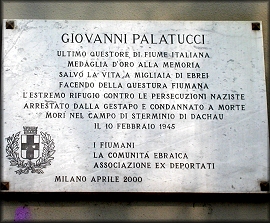 GIOVANNI PALATUCCI
ULTIMO QUESTORE DI FIUME ITALIANA
MEDAGLIA D'ORO ALLA MEMORIA
SALVÒ LA VITA A MIGLIAIA DI EBREI
FACENDO DELLA QUESTURA FIUMANA
L'ESTREMO RIFUGIO CONTRO LE PERSECUZIONI NAZISTE
ARRESTATO DALLA GESTAPO E CONDANNATO A MORTE
MORÌ NEL CAMPO DI STERMINIO DI DACHAU
IL 10 FEBBRAIO 1945
I FIUMANI
LA COMUNITÀ EBRAICA
ASSOCIAZIONE EX DEPORTATI
MILANO APRILE 2000